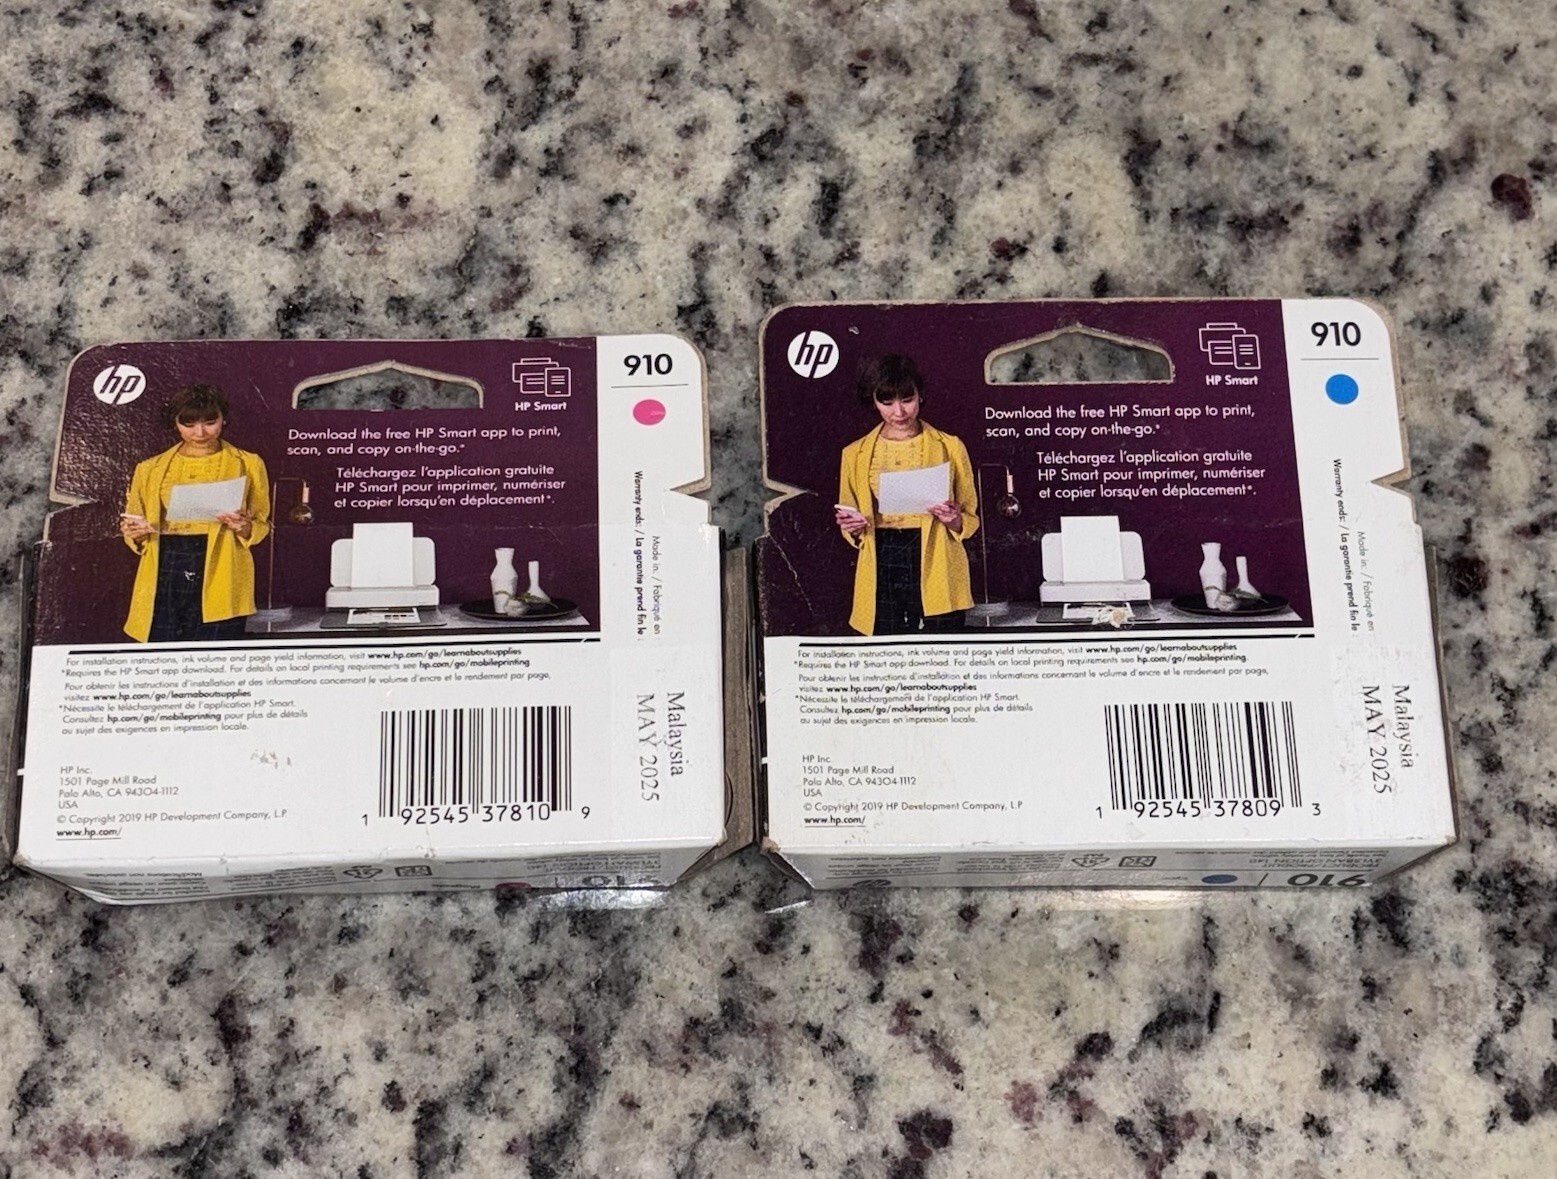 hp
HP Smart
Download the free HP Smart app to print,
scan, and copy on-the-go.*
Téléchargez l'application gratuite
HP Smart pour imprimer, numériser
et copier lorsqu'en déplacement*.
910
Warranty ends: / La garantie prend fin le :
Made in: / Fabriqué en
Malaysia
MAY 2025
For installation instructions, ink volume and page yield information, visit www.hp.com/go/learnaboutsupplies
*Requires the HP Smart app download. For details on local printing requirements see hp.com/go/mobileprinting
Pour obtenir les instructions d'installation et des informations concernant le volume d'encre et le rendement par page,
visitez www.hp.com/go/learnaboutsupplies
*Nécessite le téléchargement de l'application HP Smart.
Consultez hp.com/go/mobileprinting pour plus de détails
au sujet des exigences en impression locale.
HP Inc.
1501 Page Mill Road
Palo Alto, CA 94304-1112
USA
© Copyright 2019 HP Development Company, L.P.
www.hp.com/
1 92545 37810 9
910
hp
HP Smart
Download the free HP Smart app to print,
scan, and copy on-the-go.*
Téléchargez l'application gratuite
HP Smart pour imprimer, numériser
et copier lorsqu'en déplacement*.
910
Warranty ends: / La garantie prend fin le :
Made in: / Fabriqué en
Malaysia
MAY 2025
For installation instructions, ink volume and page yield information, visit www.hp.com/go/learnaboutsupplies
*Requires the HP Smart app download. For details on local printing requirements see hp.com/go/mobileprinting
Pour obtenir les instructions d'installation et des informations concernant le volume d'encre et le rendement par page,
visitez www.hp.com/go/learnaboutsupplies
*Nécessite le téléchargement de l'application HP Smart.
Consultez hp.com/go/mobileprinting pour plus de détails
au sujet des exigences en impression locale.
HP Inc.
1501 Page Mill Road
Palo Alto, CA 94304-1112
USA
© Copyright 2019 HP Development Company, L.P.
www.hp.com/
1 92545 37809 3
910